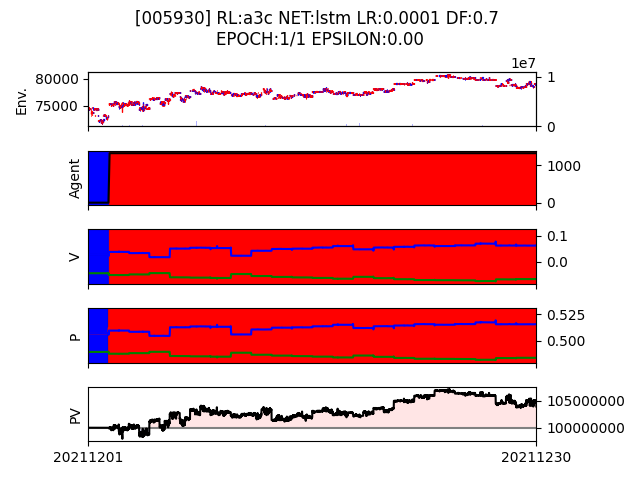 [005930] RL:a3c NET:lstm LR:0.0001 DF:0.7
EPOCH:1/1 EPSILON:0.00
1e7
Env.
80000
75000
1
0
Agent
1000
0
V
0.1
0.0
P
0.525
0.500
PV
105000000
100000000
20211201
20211230